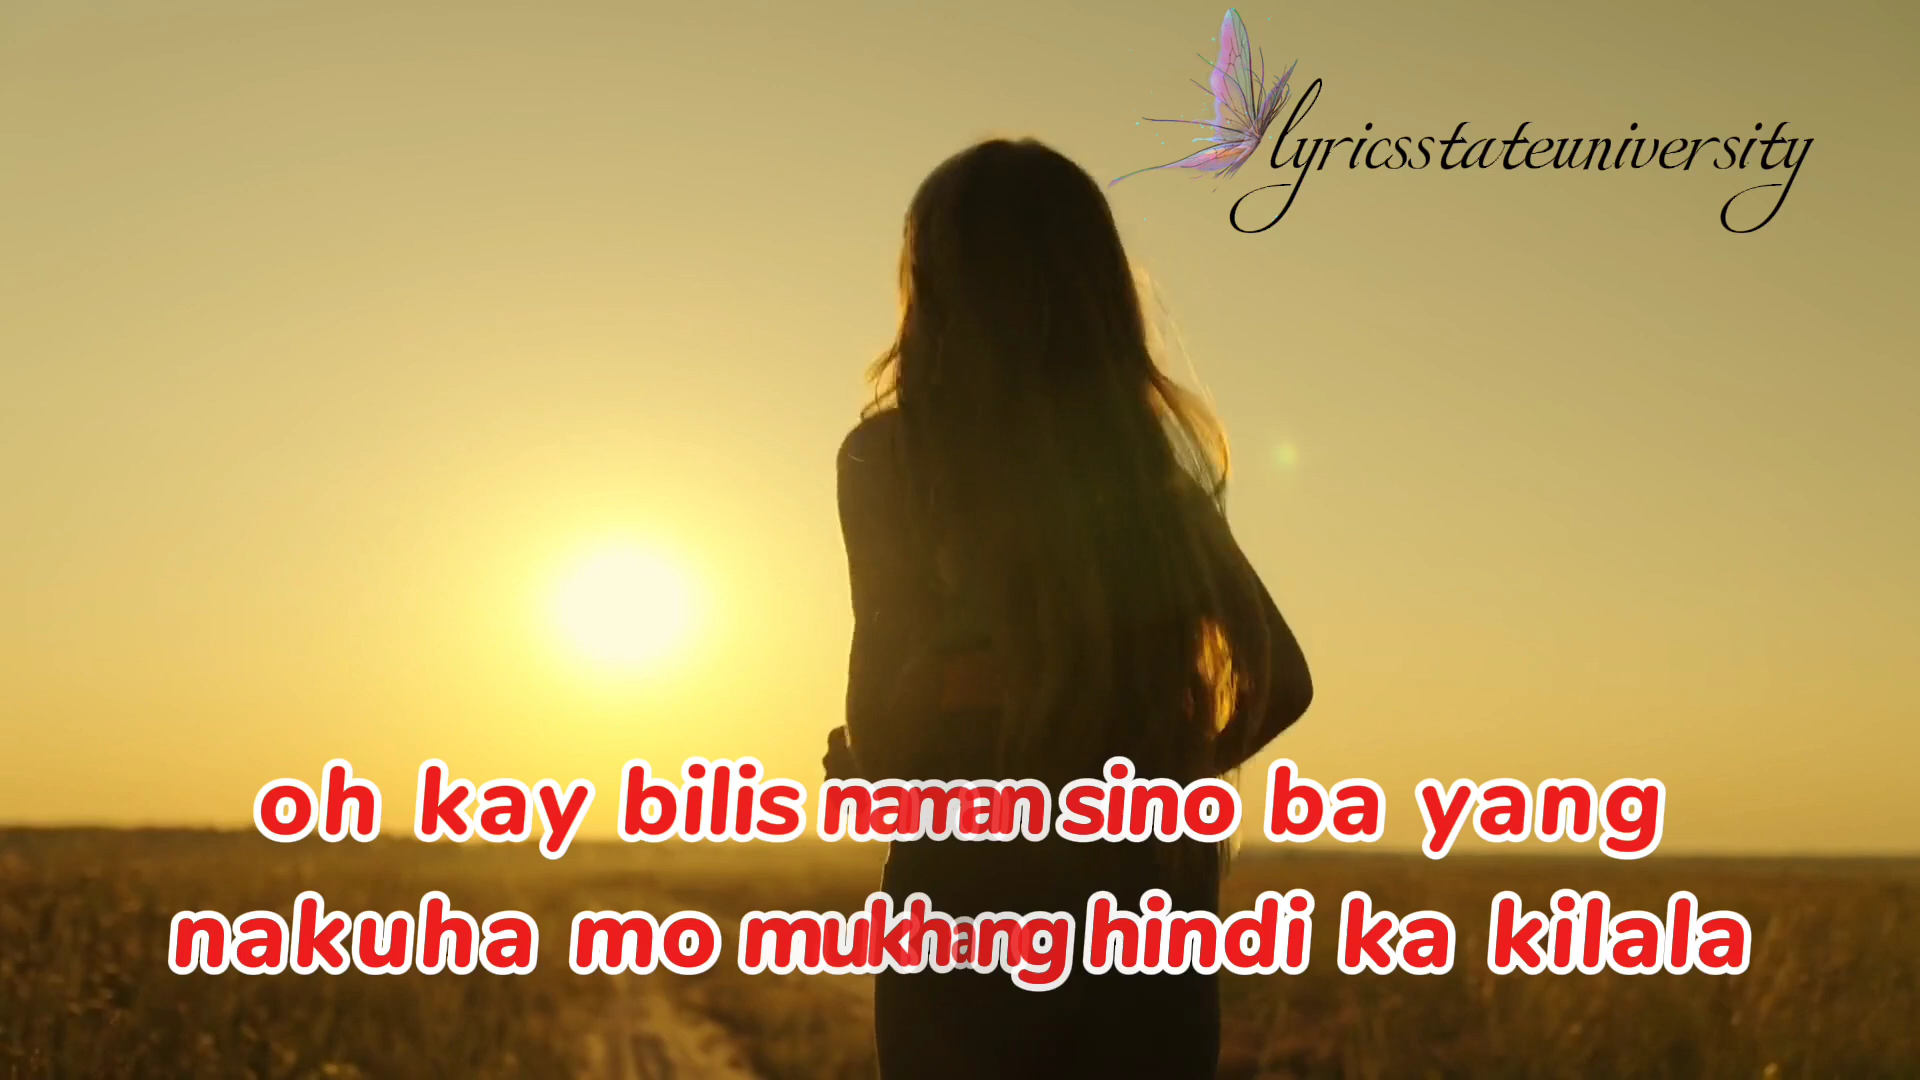 lyricsstateuniversity
oh kay bilis naman sino ba yang
nakuha mo mukhang hindi ka kilala